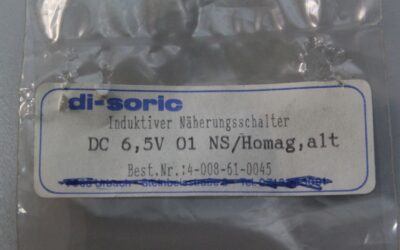 di-soric
Induktiver Näherungsschalter
DC 6,5V 01 NS/Homag,alt
Best.Nr.:4-008-61-0045